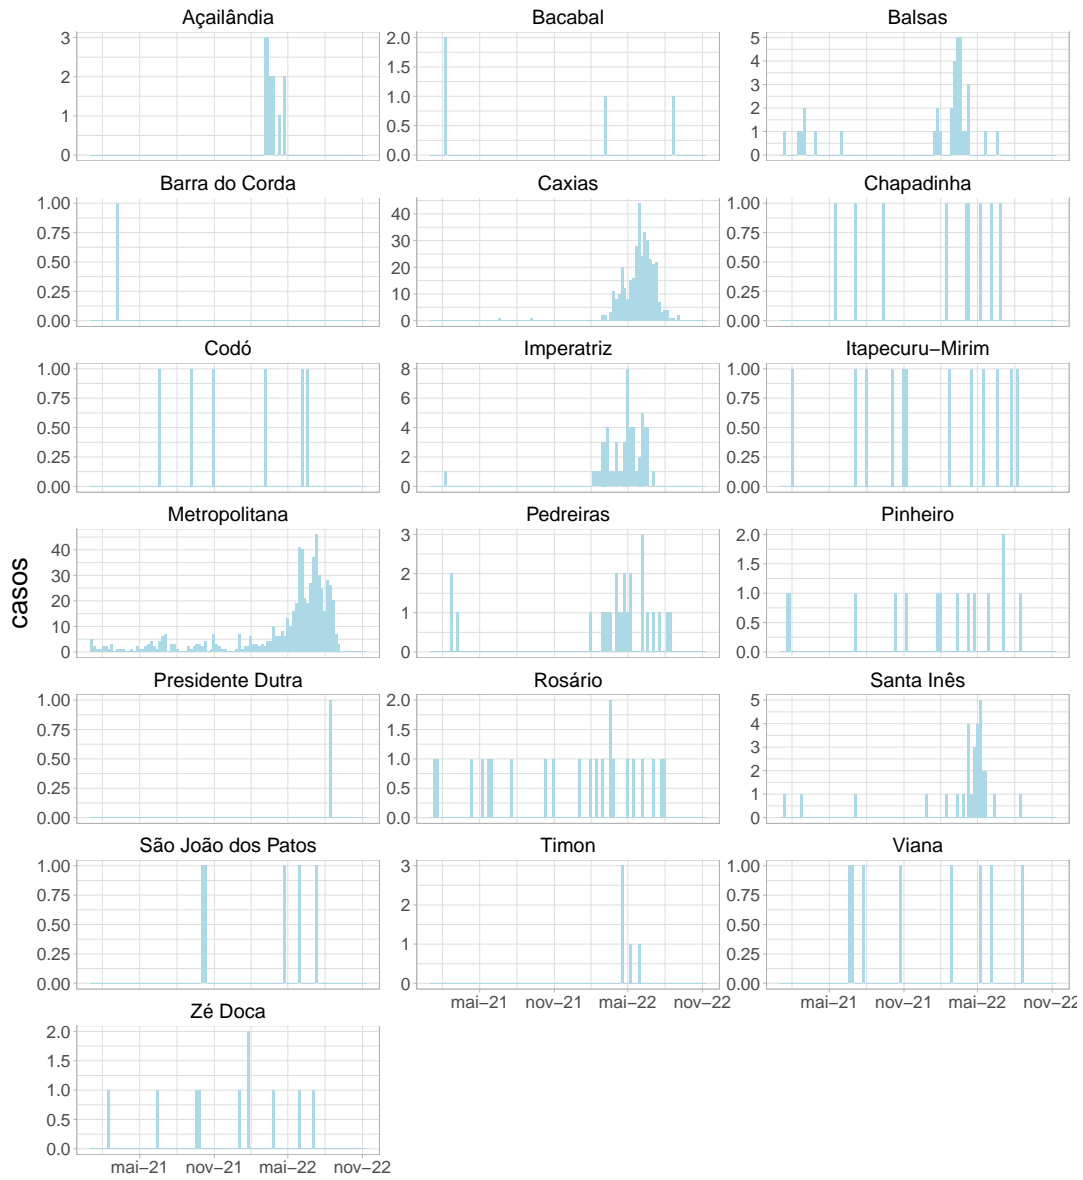 Açailândia Bacabal Balsas
3 2.0 5
2 1.5 4
1 1.0 3
0 0.5 2
0.0 1
0
Barra do Corda Caxias Chapadinha
1.00 40 1.00
0.75 30 0.75
0.50 20 0.50
0.25 10 0.25
0.00 0 0.00
Codó Imperatriz Itapecuru−Mirim
1.00 8 1.00
0.75 6 0.75
0.50 4 0.50
0.25 2 0.25
0.00 0 0.00
casos
Metropolitana Pedreiras Pinheiro
40 3 2.0
30 2 1.5
20 1 1.0
10 0 0.5
0 0.0
Presidente Dutra Rosário Santa Inês
1.00 2.0 5
0.75 1.5 4
0.50 1.0 3
0.25 0.5 2
0.00 0.0 1
0
São João dos Patos Timon Viana
1.00 3 1.00
0.75 2 0.75
0.50 1 0.50
0.25 0 0.25
0.00 0.00
mai−21 nov−21 mai−22 nov−22 mai−21 nov−21 mai−22 nov−22
Zé Doca
2.0
1.5
1.0
0.5
0.0
mai−21 nov−21 mai−22 nov−22